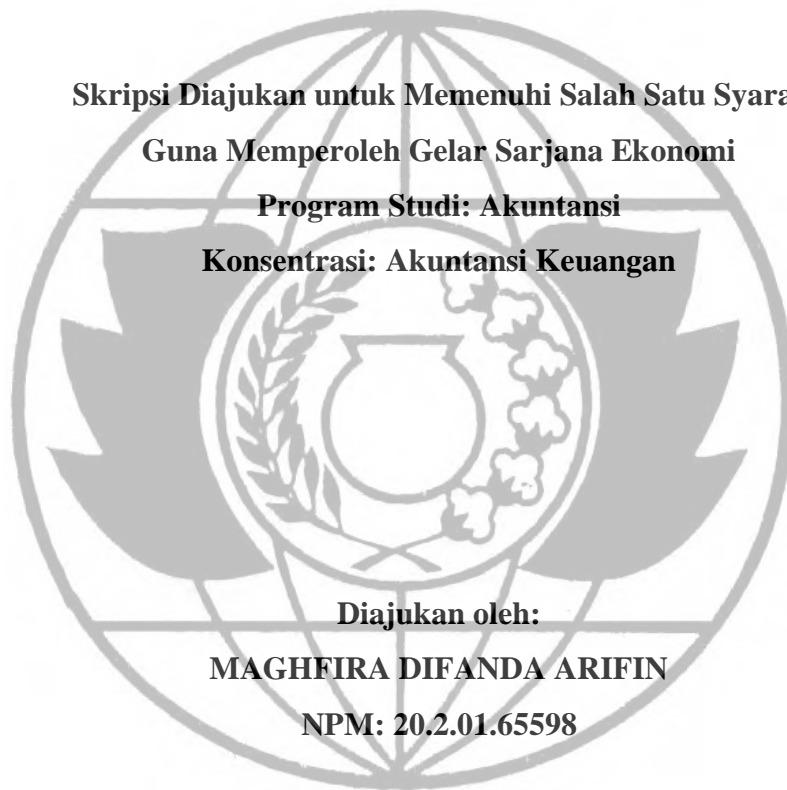 Skripsi Diajukan untuk Memenuhi Salah Satu Syara
Guna Memperoleh Gelar Sarjana Ekonomi
Program Studi: Akuntansi
Konsentrasi: Akuntansi Keuangan
Diajukan oleh:
MAGHFIRA DIFANDA ARIFIN
NPM: 20.2.01.65598